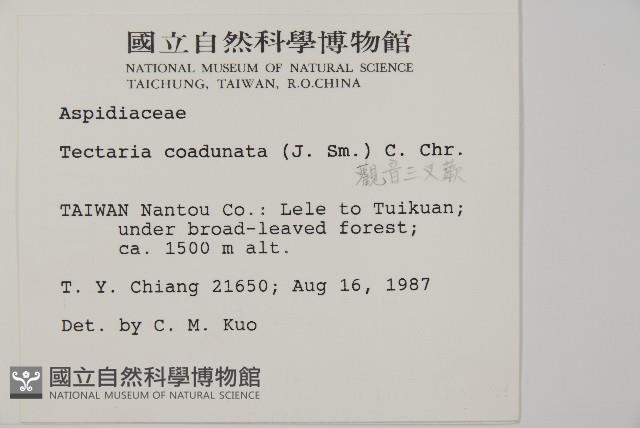 國立自然科學博物館
NATIONAL MUSEUM OF NATURAL SCIENCE
TAICHUNG, TAIWAN, R.O.CHINA
Aspidiaceae
Tectaria coadunata (J. Sm.) C. Chr.
觀音三叉蕨
TAIWAN Nantou Co.: Lele to Tuikuan;
under broad-leaved forest;
ca. 1500 m alt.
T. Y. Chiang 21650; Aug 16, 1987
Det. by C. M. Kuo
國立自然科學博物館
NATIONAL MUSEUM OF NATURAL SCIENCE